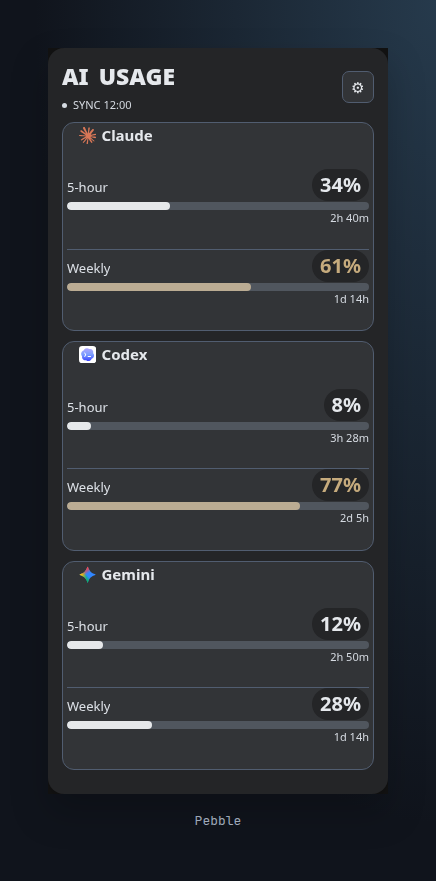 AI USAGE
SYNC 12:00
Claude
5-hour 34%
2h 40m
Weekly 61%
1d 14h
Codex
5-hour 8%
3h 28m
Weekly 77%
2d 5h
Gemini
5-hour 12%
2h 50m
Weekly 28%
1d 14h
Pebble